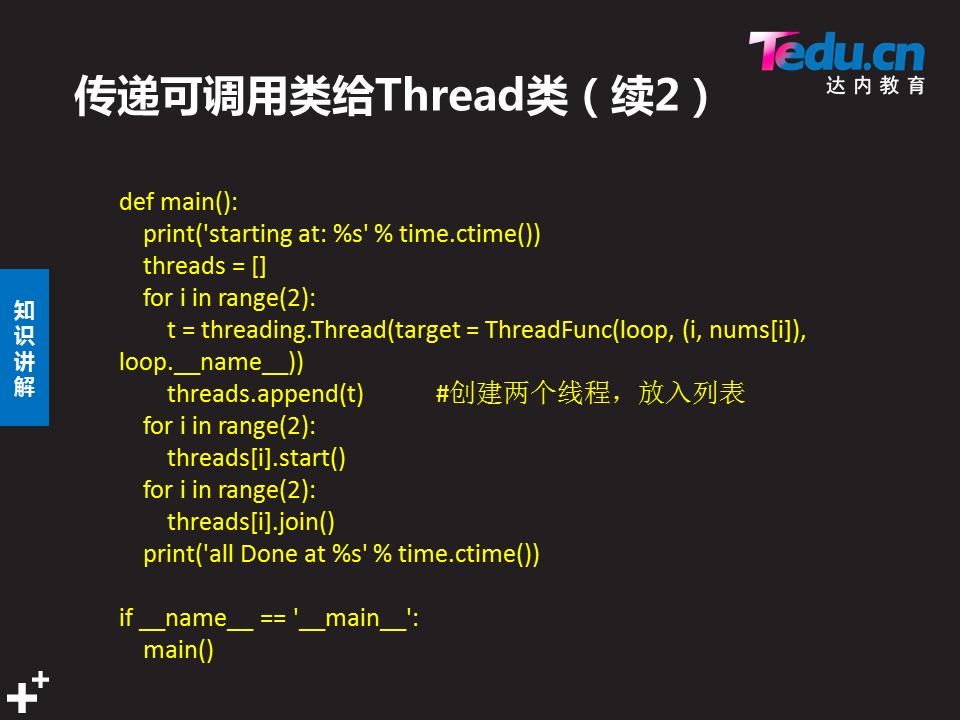 Tedu.cn
达内教育
传递可调用类给Thread类（续2）
def main():
    print('starting at: %s' % time.ctime())
    threads = []
    for i in range(2):
        t = threading.Thread(target = ThreadFunc(loop, (i, nums[i]),
loop.__name__))
        threads.append(t)          #创建两个线程，放入列表
    for i in range(2):
        threads[i].start()
    for i in range(2):
        threads[i].join()
    print('all Done at %s' % time.ctime())
if __name__ == '__main__':
    main()
知
识
讲
解